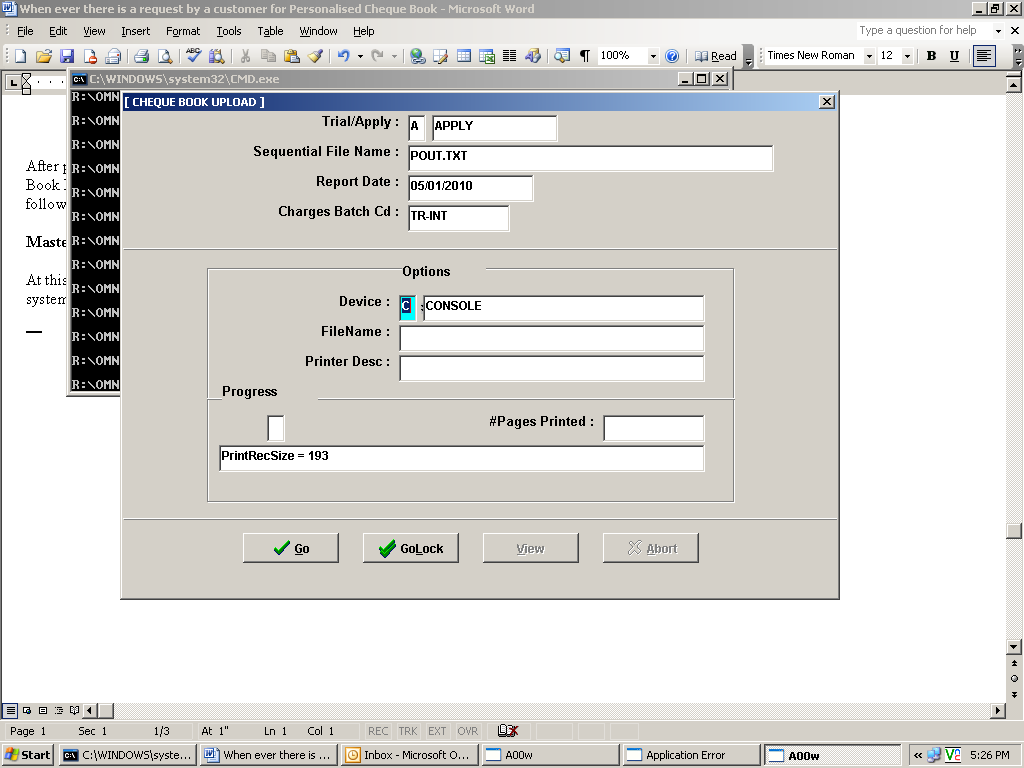 When ever there is a request by a customer for Personalised Cheque Book - Microsoft Word
File Edit View Insert Format Tools Table Window Help
Type a question for help
100% Read Times New Roman 12 B U
C:\WINDOWS\system32\CMD.exe
[ CHEQUE BOOK UPLOAD ]
R:\OMN
R:\OMN
R:\OMN
R:\OMN
R:\OMN
R:\OMN
R:\OMN
R:\OMN
R:\OMN
R:\OMN
R:\OMN
R:\OMN
R:\OMN
After p
Book
follow
Maste
At this
system
Trial/Apply : A APPLY
Sequential File Name : POUT.TXT
Report Date : 05/01/2010
Charges Batch Cd : TR-INT
Options
Device : C :CONSOLE
FileName :
Printer Desc :
Progress
#Pages Printed :
PrintRecSize = 193
Go GoLock View Abort
Page 1 Sec 1 1/3 At 1" Ln 1 Col 1 REC TRK EXT OVR
Start C:\WINDOWS\syste... When ever there is ... Inbox - Microsoft O... A00w Application Error A00w « V2 5:26 PM